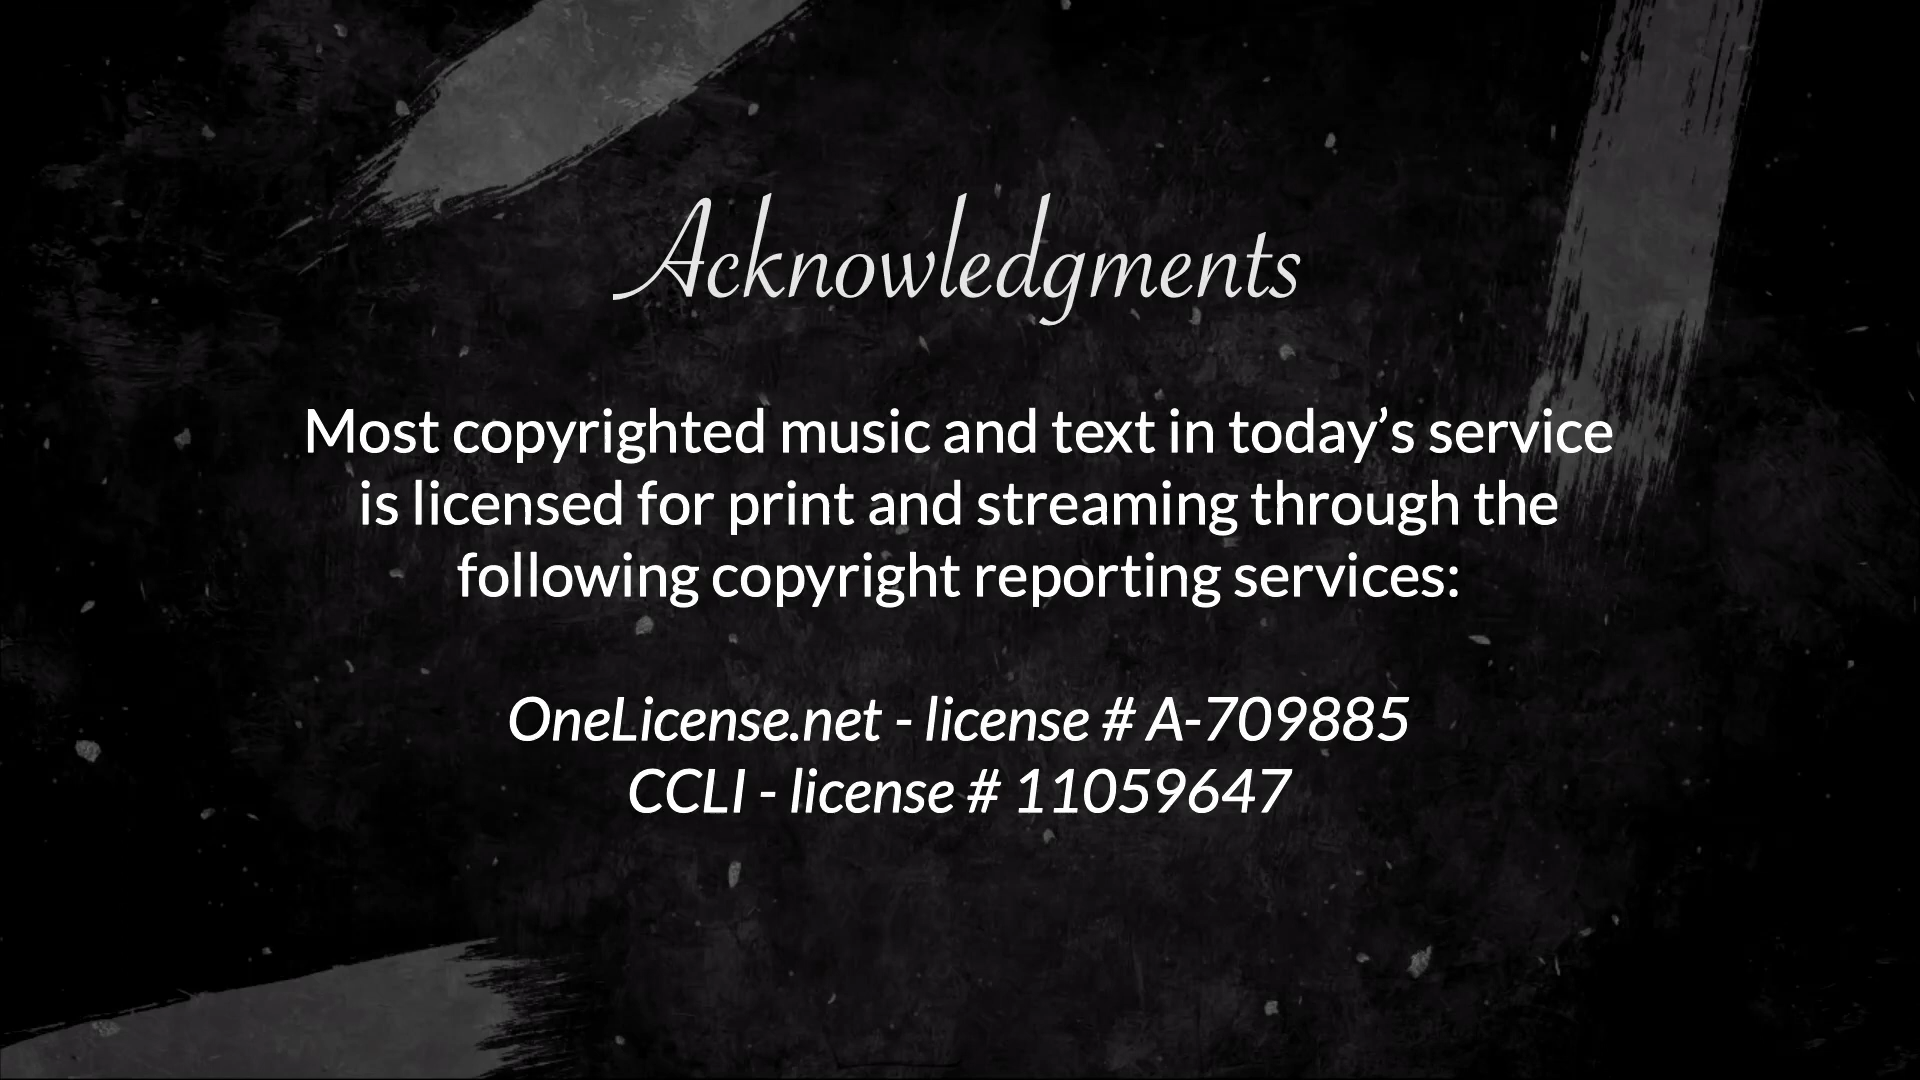 Acknowledgments
Most copyrighted music and text in today’s service
is licensed for print and streaming through the
following copyright reporting services:
OneLicense.net - license # A-709885
CCLI - license # 11059647